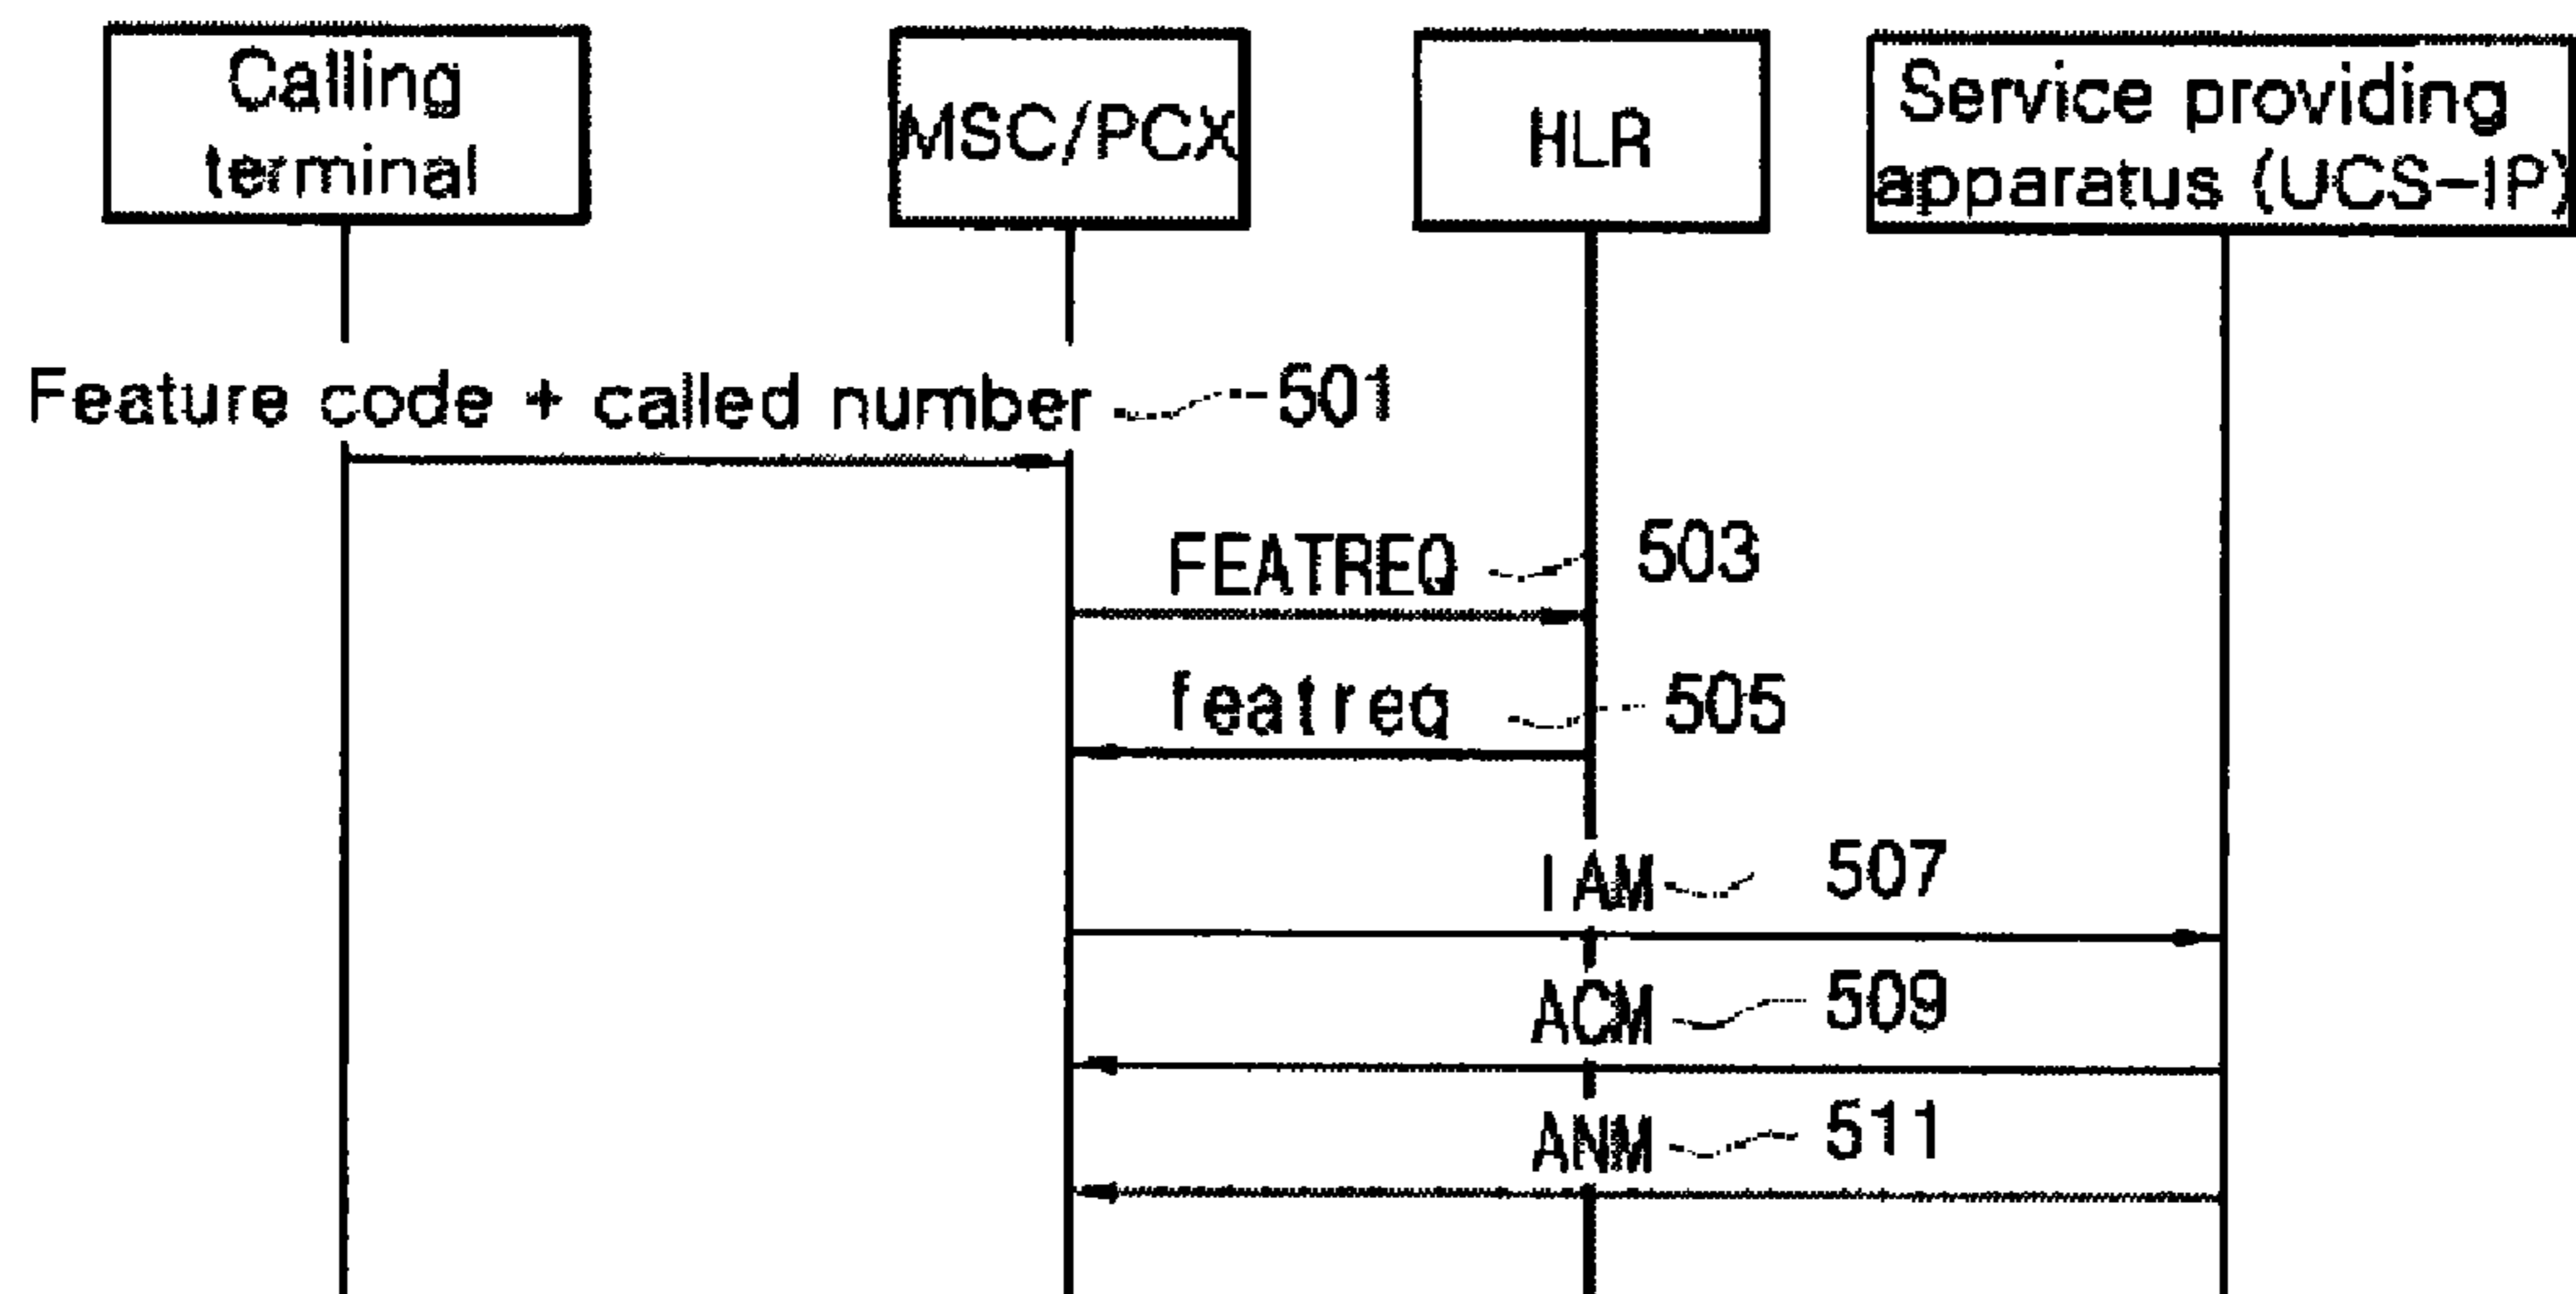 Calling
terminal
MSC/PCX
HLR
Service providing
apparatus (UCS-IP)
Feature code + called number 501
FEATREQ 503
featreq 505
IAM 507
ACM 509
ANM 511